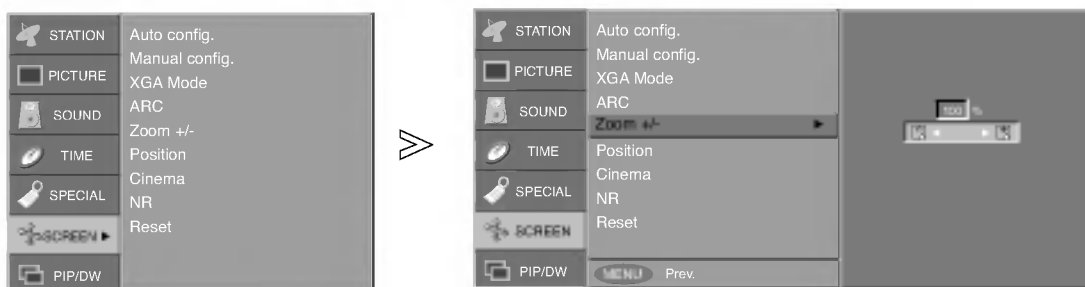 STATION
PICTURE
SOUND
TIME
SPECIAL
SCREEN
PIP/DW
Auto config.
Manual config.
XGA Mode
ARC
Zoom +/-
Position
Cinema
NR
Reset
STATION
PICTURE
SOUND
TIME
SPECIAL
SCREEN
PIP/DW
Auto config.
Manual config.
XGA Mode
ARC
Zoom +/-
Position
Cinema
NR
Reset
MENU Prev.
100 %